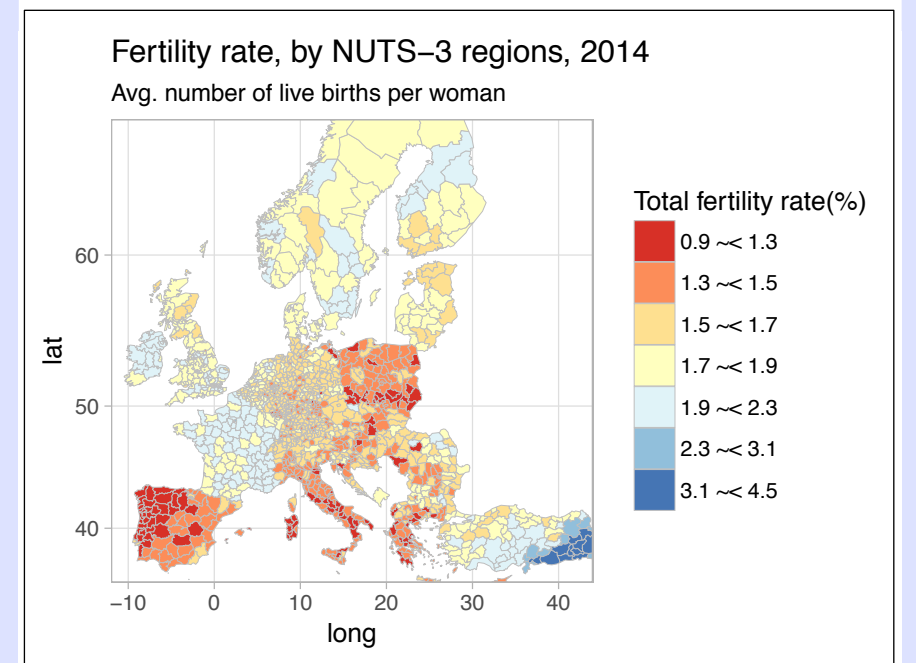 Fertility rate, by NUTS−3 regions, 2014
Avg. number of live births per woman
Total fertility rate(%)
0.9 ~< 1.3
1.3 ~< 1.5
1.5 ~< 1.7
1.7 ~< 1.9
1.9 ~< 2.3
2.3 ~< 3.1
3.1 ~< 4.5
lat
60
50
40
−10 0 10 20 30 40
long